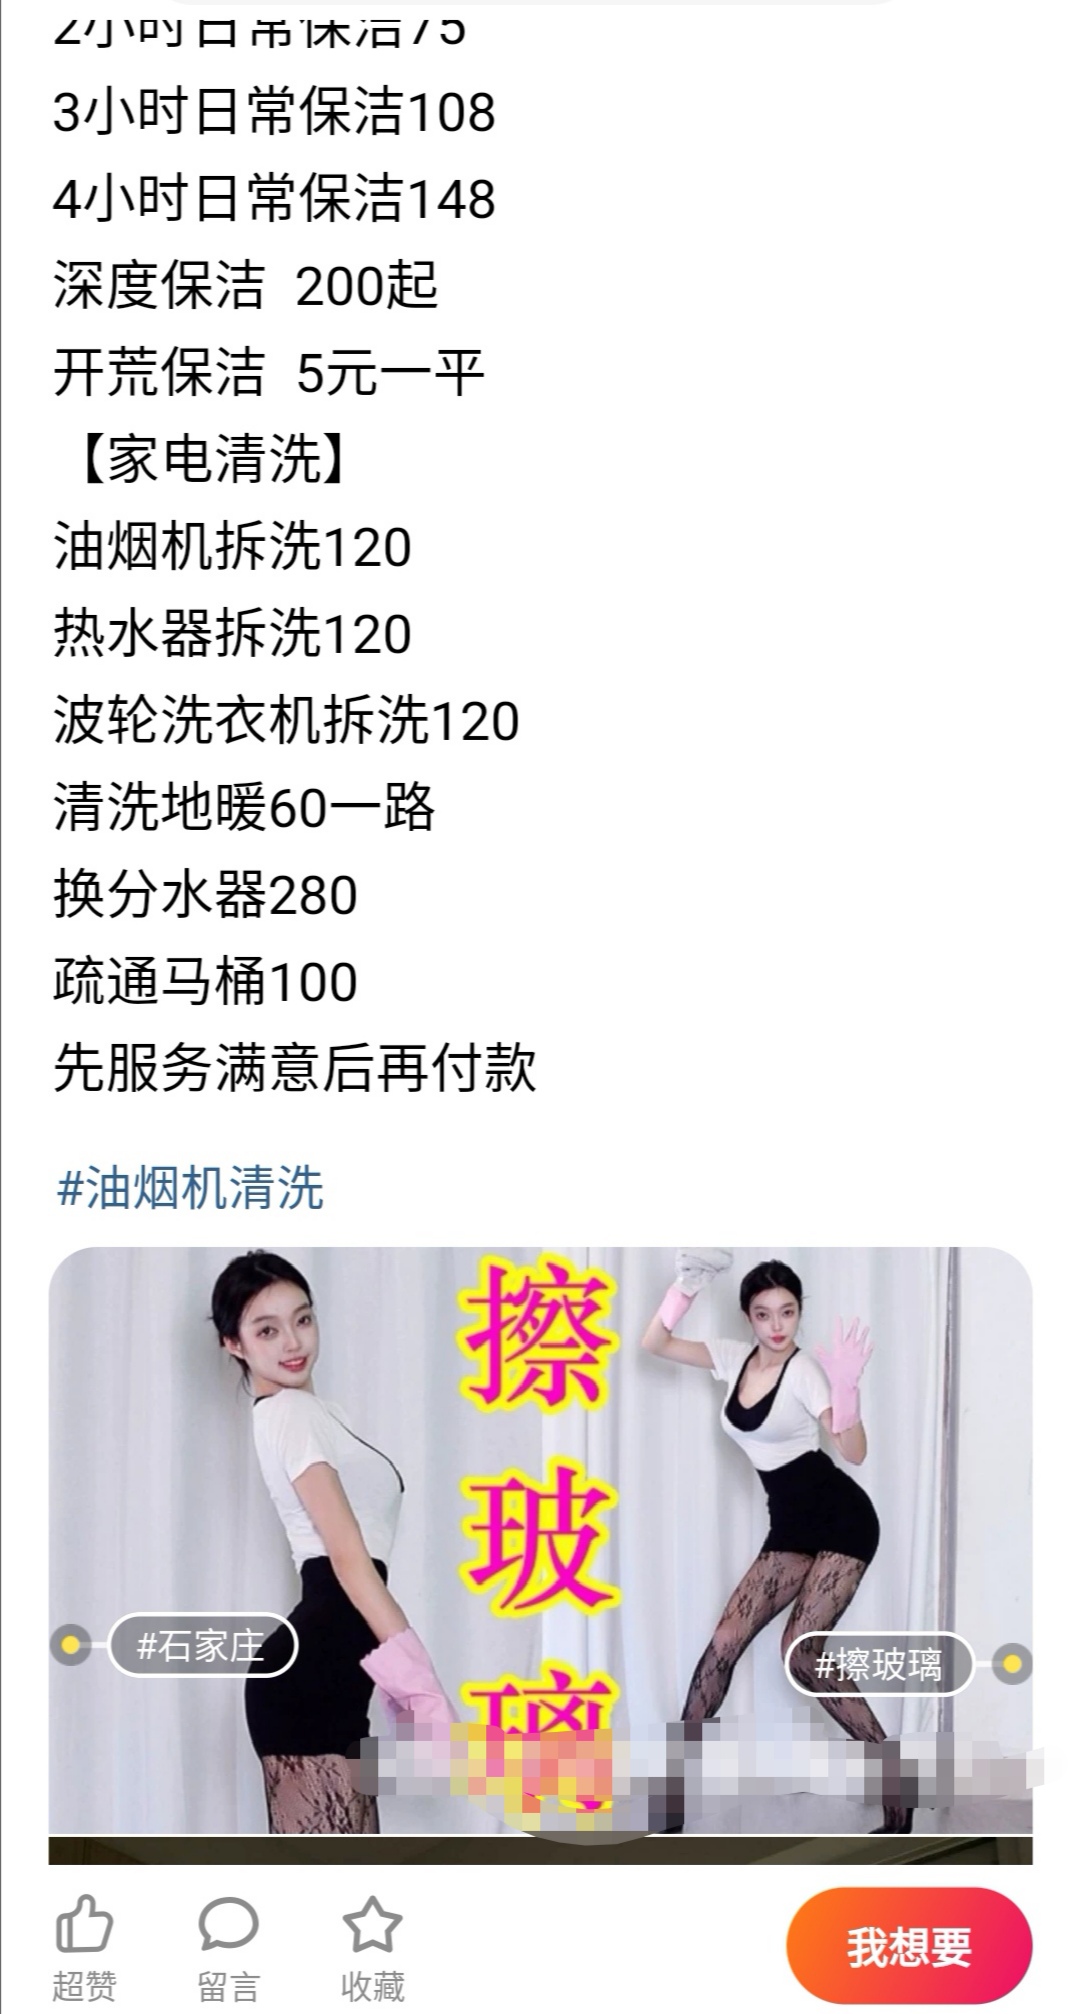 2小时日常保洁75
3小时日常保洁108
4小时日常保洁148
深度保洁 200起
开荒保洁 5元一平
【家电清洗】
油烟机拆洗120
热水器拆洗120
波轮洗衣机拆洗120
清洗地暖60一路
换分水器280
疏通马桶100
先服务满意后再付款
#油烟机清洗
擦
玻
璃
#石家庄
#擦玻璃
超赞
留言
收藏
我想要